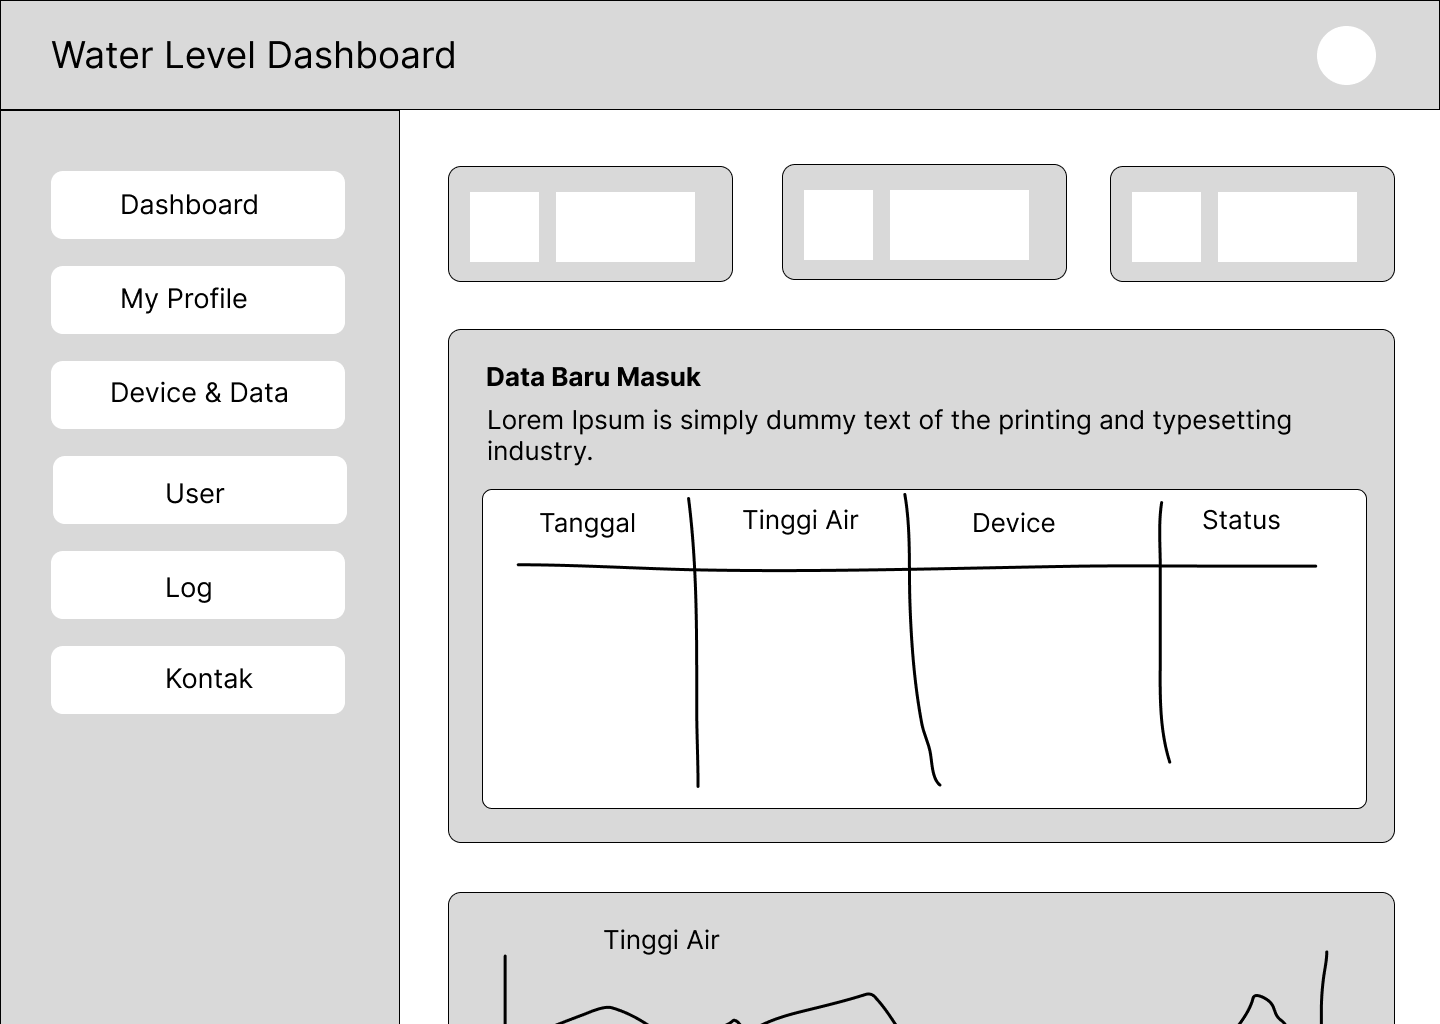 Water Level Dashboard
Dashboard
My Profile
Device & Data
User
Log
Kontak
Data Baru Masuk
Lorem Ipsum is simply dummy text of the printing and typesetting
industry.
Tanggal Tinggi Air Device Status
Tinggi Air